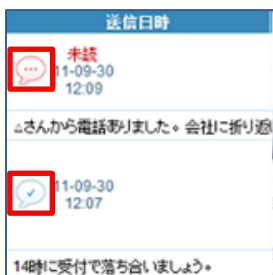 送信日時
未読
11-09-30
12:09
△さんから電話ありました。会社に折り返
11-09-30
12:07
14時に受付で落ち合いましょう。